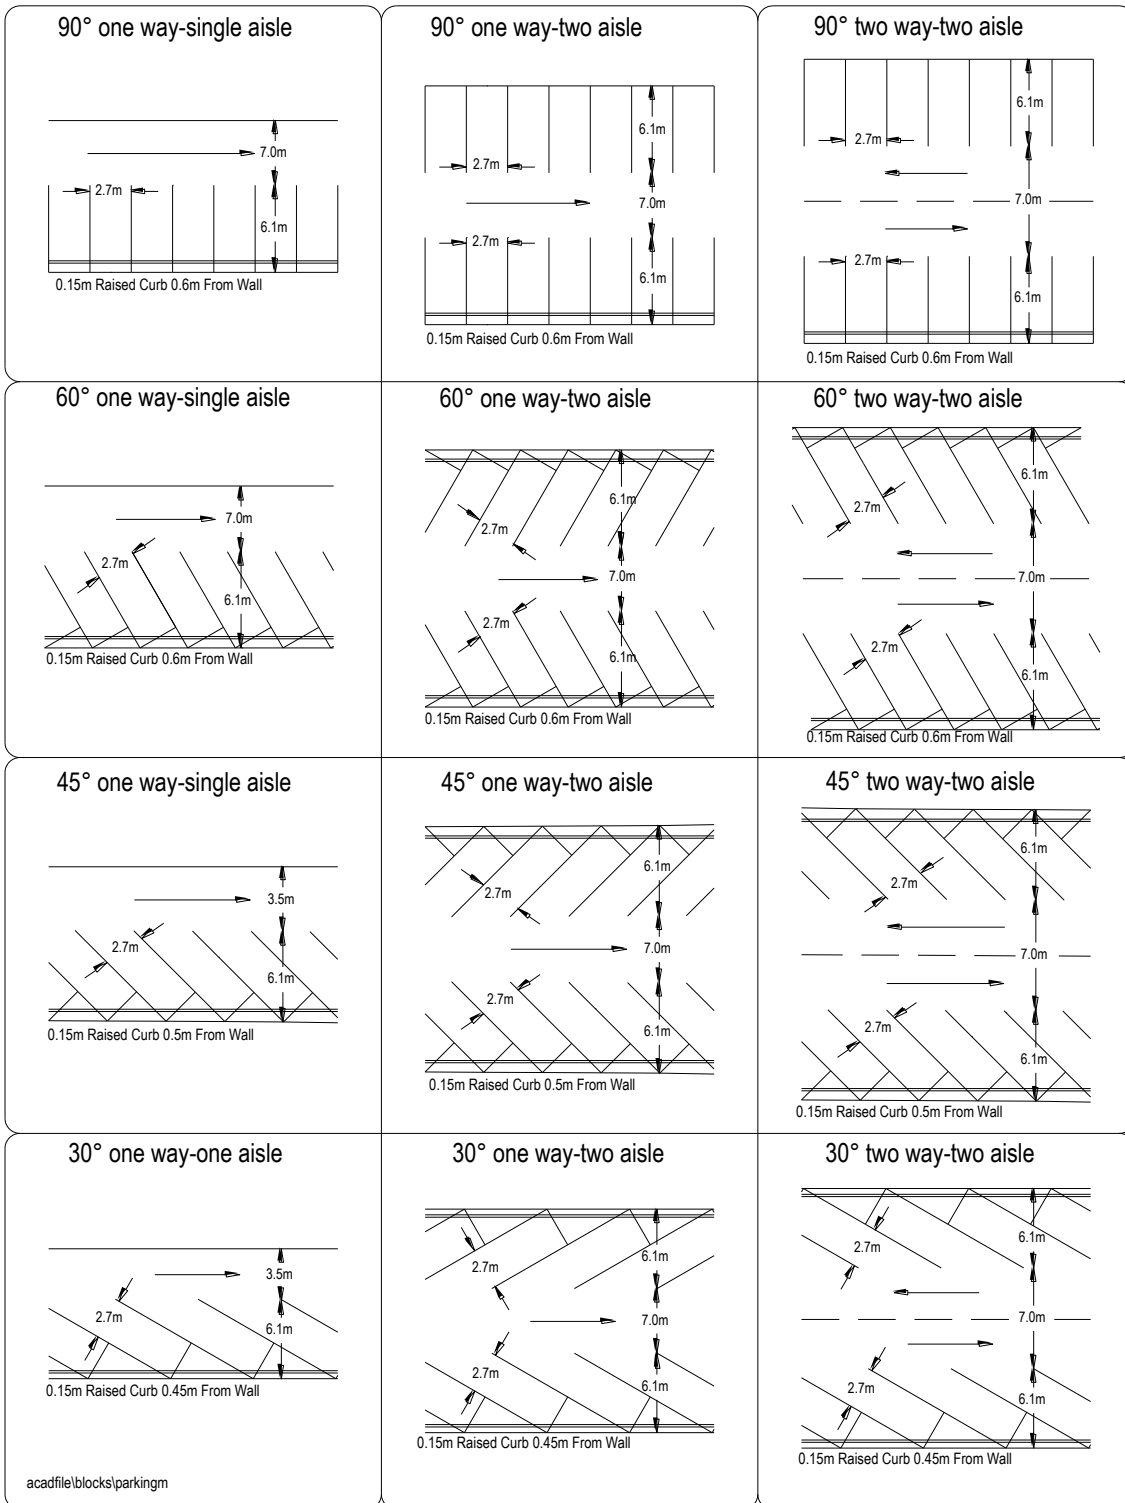 90° one way-single aisle
7.0m
2.7m
6.1m
0.15m Raised Curb 0.6m From Wall
90° one way-two aisle
6.1m
2.7m
7.0m
2.7m
6.1m
0.15m Raised Curb 0.6m From Wall
90° two way-two aisle
6.1m
2.7m
7.0m
2.7m
6.1m
0.15m Raised Curb 0.6m From Wall
60° one way-single aisle
7.0m
2.7m
6.1m
0.15m Raised Curb 0.6m From Wall
60° one way-two aisle
6.1m
2.7m
7.0m
2.7m
6.1m
0.15m Raised Curb 0.6m From Wall
60° two way-two aisle
6.1m
2.7m
7.0m
2.7m
6.1m
0.15m Raised Curb 0.6m From Wall
45° one way-single aisle
3.5m
2.7m
6.1m
0.15m Raised Curb 0.5m From Wall
45° one way-two aisle
6.1m
2.7m
7.0m
2.7m
6.1m
0.15m Raised Curb 0.5m From Wall
45° two way-two aisle
6.1m
2.7m
7.0m
2.7m
6.1m
0.15m Raised Curb 0.5m From Wall
30° one way-one aisle
3.5m
2.7m
6.1m
0.15m Raised Curb 0.45m From Wall
acadfile\blocks\parkingm
30° one way-two aisle
6.1m
2.7m
7.0m
2.7m
6.1m
0.15m Raised Curb 0.45m From Wall
30° two way-two aisle
6.1m
2.7m
7.0m
2.7m
6.1m
0.15m Raised Curb 0.45m From Wall